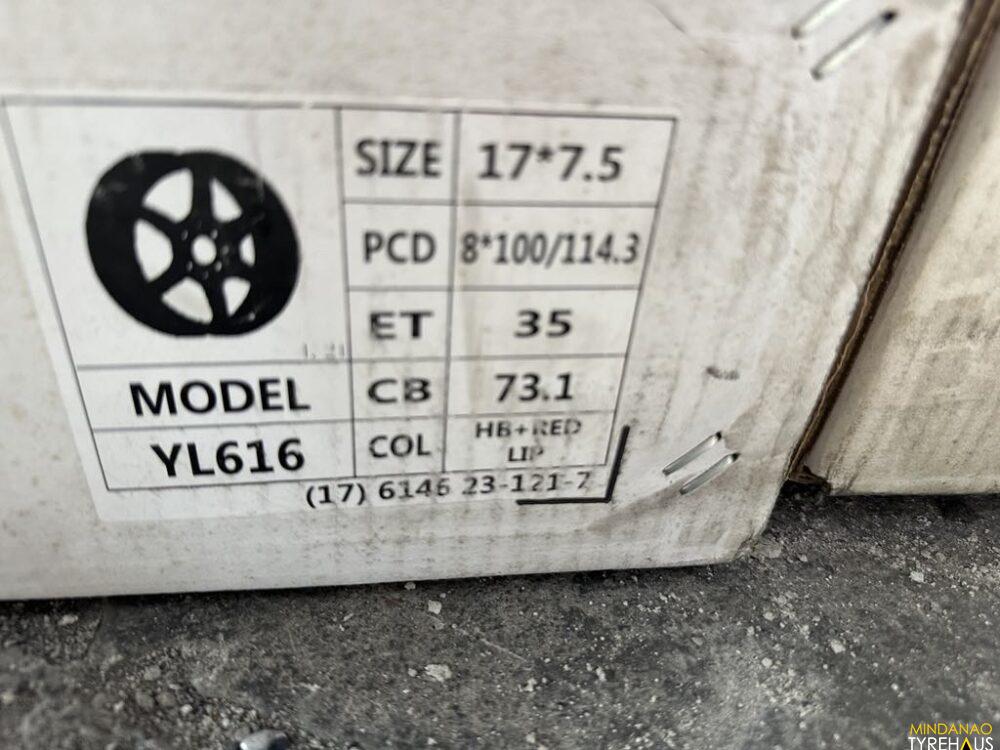 SIZE 17*7.5
PCD 8*100/114.3
ET 35
MODEL CB 73.1
YL616 COL HB+RED
LIP
(17) 6146 23-121-7
MINDANAO
TYREHAUS